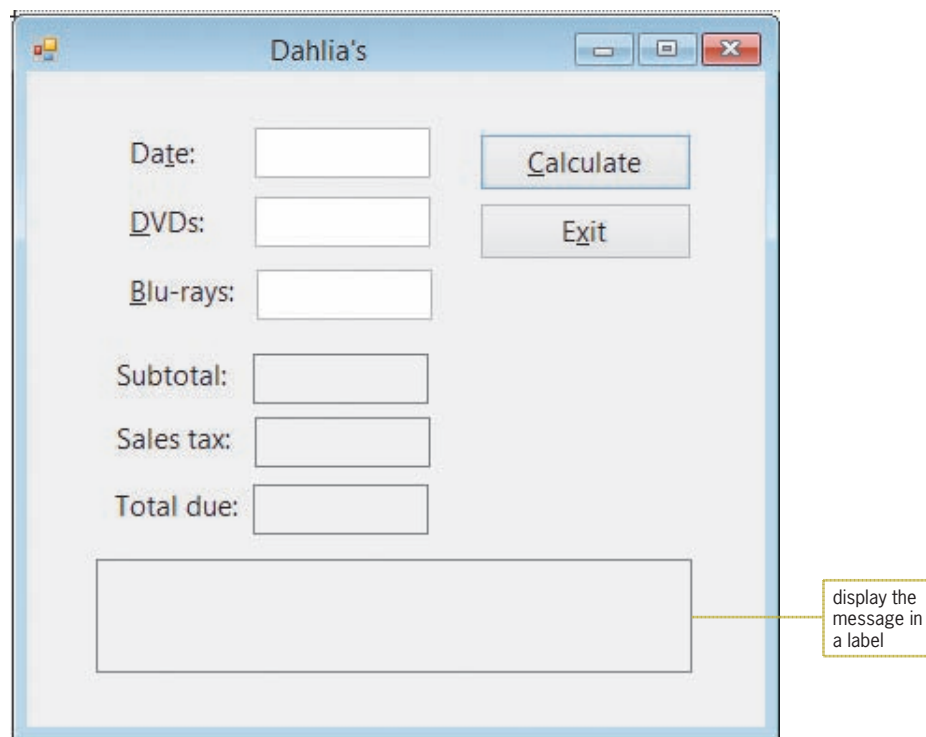 Dahlia's
Date:
Calculate
DVDs:
Exit
Blu-rays:
Subtotal:
Sales tax:
Total due:
display the
message in
a label